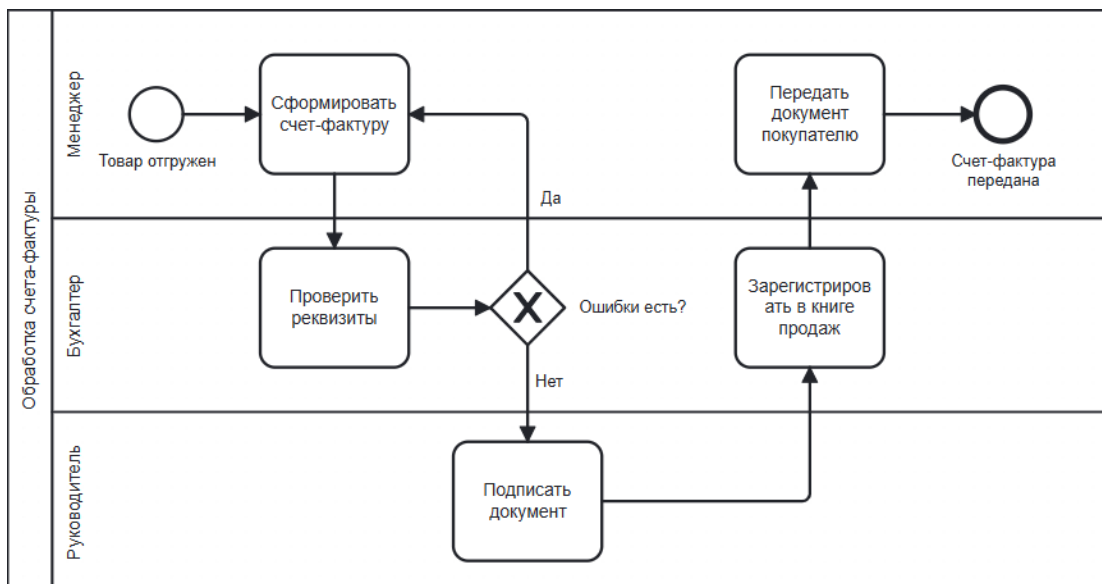 Обработка счета-фактуры
Менеджер
Товар отгружен
Сформировать
счет-фактуру
Да
Передать
документ
покупателю
Счет-фактура
передана
Бухгалтер
Проверить
реквизиты
Ошибки есть?
Нет
Зарегистриров
ать в книге
продаж
Руководитель
Подписать
документ